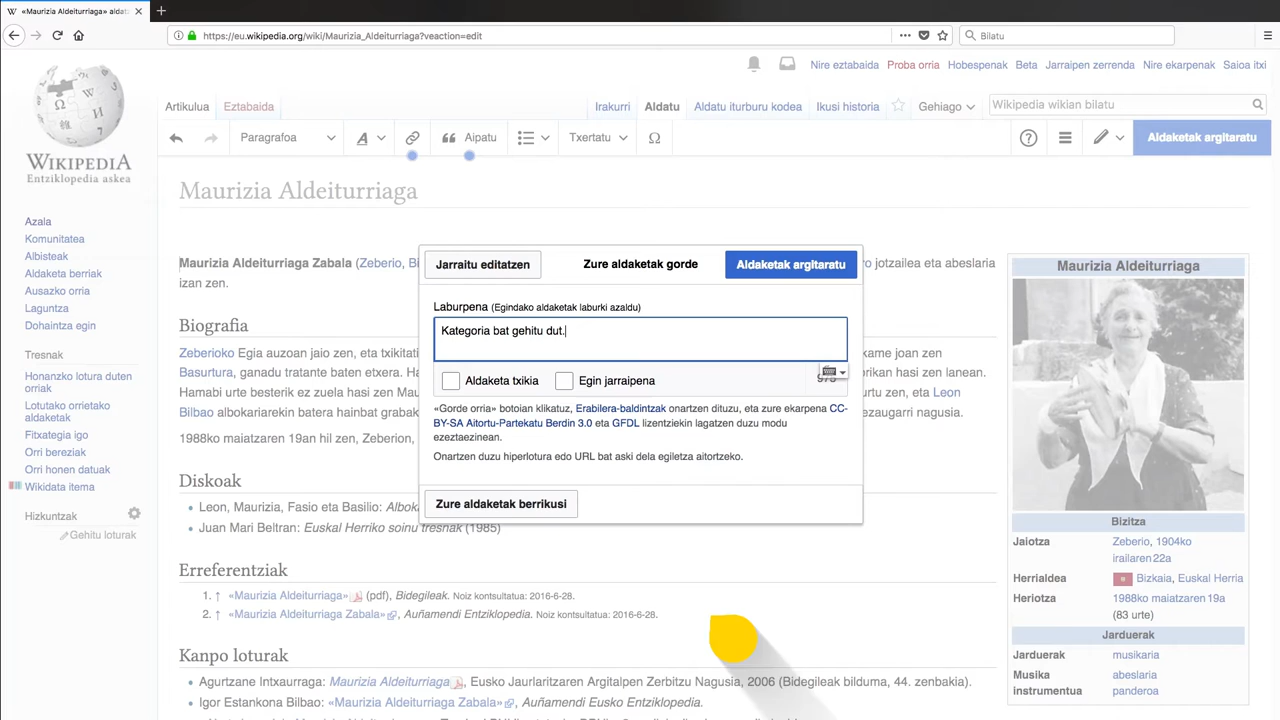 «Maurizia Aldeiturriaga» aldat
https://eu.wikipedia.org/wiki/Maurizia_Aldeiturriaga?veaction=edit
Bilatu
Nire eztabaida
Proba orria
Hobespenak
Beta
Jarraipen zerrenda
Nire ekarpenak
Saioa itxi
Artikulua
Eztabaida
Irakurri
Aldatu
Aldatu iturburu kodea
Ikusi historia
Gehiago
Wikipedia wikian bilatu
Paragrafoa
A
Aipatu
Txertatu
Ω
Aldaketak argitaratu
WIKIPEDIA
Entziklopedia askea
Azala
Komunitatea
Albisteak
Aldaketa berriak
Ausazko orria
Laguntza
Dohaintza egin
Tresnak
Honanzko lotura duten
orriak
Lotutako orrietako
aldaketak
Fitxategia igo
Orri bereziak
Orri honen datuak
Wikidata itema
Hizkuntzak
Gehitu loturak
Maurizia Aldeiturriaga
Maurizia Aldeiturriaga Zabala (Zeberio, Bi
jotzailea eta abeslaria
izan zen.
Biografia
Zeberioko Egia auzoan jaio zen, eta txikitati
kame joan zen
Basurtura, ganadu tratante baten etxera.
rikoan hasi zen lanean.
Hamabi urte besterik ez zuela hasi zen
urtu zen, eta Leon
Bilbao albokariarekin batera hainbat grabak
ezaugarri nagusia.
1988ko maiatzaren 19an hil zen, Zeberion,
Jarraitu editatzen
Zure aldaketak gorde
Aldaketak argitaratu
Laburpena (Egindako aldaketak laburki azaldu)
Kategoria bat gehitu dut.
Aldaketa txikia
Egin jarraipena
«Gorde orria» botoian klikatuz, Erabilera-baldintzak onartzen dituzu, eta zure ekarpena CC-
BY-SA Aitortu-Partekatu Berdin 3.0 eta GFDL lizentziekin lagatzen duzu modu
ezeztaezinean.
Onartzen duzu hiperlotura edo URL bat aski dela egiletza aitortzeko.
Zure aldaketak berrikusi
Diskoak
Leon, Maurizia, Fasio eta Basilio: Albok
Juan Mari Beltran: Euskal Herriko soinu tresnak (1985)
Erreferentziak
1. ↑ «Maurizia Aldeiturriaga» (pdf), Bidegileak. Noiz kontsultatua: 2016-6-28.
2. ↑ «Maurizia Aldeiturriaga Zabala», Auñamendi Entziklopedia. Noiz kontsultatua: 2016-6-28.
Kanpo loturak
Agurtzane Intxaurraga: Maurizia Aldeiturriaga, Eusko Jaurlaritzaren Argitalpen Zerbitzu Nagusia, 2006 (Bidegileak bilduma, 44. zenbakia).
Igor Estankona Bilbao: «Maurizia Aldeiturriaga Zabala», Auñamendi Eusko Entziklopedia.
Maurizia Aldeiturriaga
Bizitza
Jaiotza
Zeberio, 1904ko
irailaren 22a
Herrialdea
Bizkaia, Euskal Herria
Heriotza
1988ko maiatzaren 19a
(83 urte)
Jarduerak
Jarduerak
musikaria
Musika
instrumentua
abeslaria
panderoa